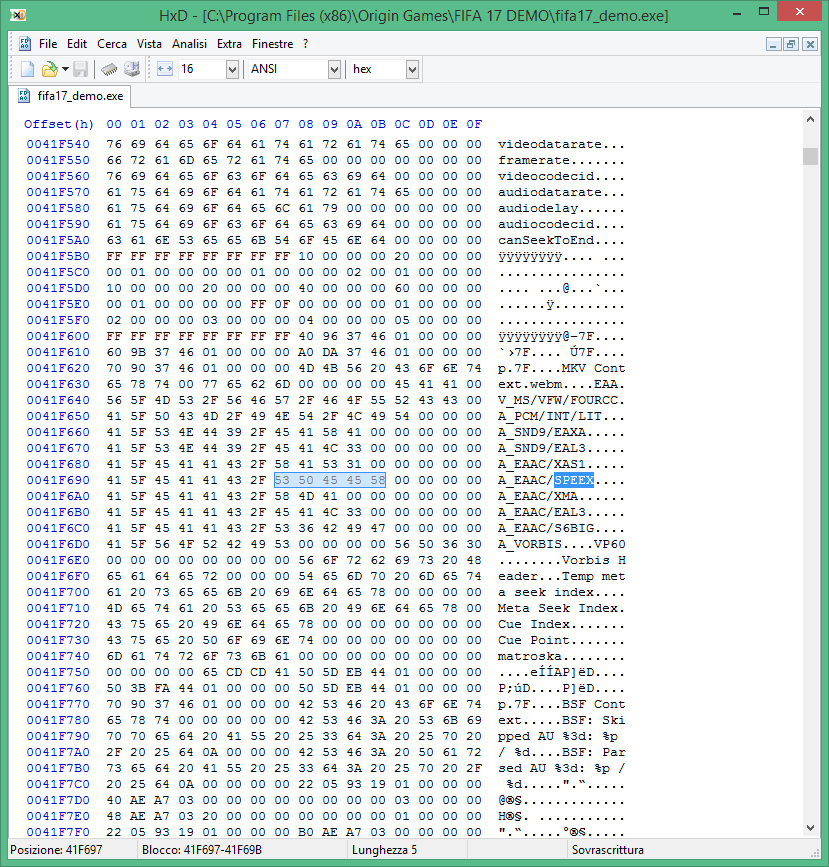 HxD - [C:\Program Files (x86)\Origin Games\FIFA 17 DEMO\fifa17_demo.exe]
File Edit Cerca Vista Analisi Extra Finestre ?
16 ANSI hex
fifa17_demo.exe
Offset(h) 00 01 02 03 04 05 06 07 08 09 0A 0B 0C 0D 0E 0F
0041F540 76 69 64 65 6F 64 61 74 61 72 61 74 65 00 00 00 videodatarate...
0041F550 66 72 61 6D 65 72 61 74 65 00 00 00 00 00 00 00 framerate.......
0041F560 76 69 64 65 6F 63 6F 64 65 63 69 64 00 00 00 00 videocodecid....
0041F570 61 75 64 69 6F 64 61 74 61 72 61 74 65 00 00 00 audiodatarate...
0041F580 61 75 64 69 6F 64 65 6C 61 79 00 00 00 00 00 00 audiodelay......
0041F590 61 75 64 69 6F 63 6F 64 65 63 69 64 00 00 00 00 audiocodecid....
0041F5A0 63 61 6E 53 65 65 6B 54 6F 45 6E 64 00 00 00 00 canSeekToEnd....
0041F5B0 FF FF FF FF FF FF FF FF 10 00 00 00 20 00 00 00 ÿÿÿÿÿÿÿÿ.... ...
0041F5C0 00 01 00 00 00 00 01 00 00 00 02 00 01 00 00 00 ................
0041F5D0 10 00 00 00 20 00 00 00 40 00 00 00 60 00 00 00 .... ...@...`...
0041F5E0 00 01 00 00 00 00 FF 0F 00 00 00 00 01 00 00 00 ......ÿ.........
0041F5F0 02 00 00 00 03 00 00 00 04 00 00 00 05 00 00 00 ................
0041F600 FF FF FF FF FF FF FF FF 40 96 37 46 01 00 00 00 ÿÿÿÿÿÿÿÿ@–7F....
0041F610 60 9B 37 46 01 00 00 00 A0 DA 37 46 01 00 00 00 `›7F.... Ú7F....
0041F620 70 90 37 46 01 00 00 00 4D 4B 56 20 43 6F 6E 74 p.7F....MKV Cont
0041F630 65 78 74 00 77 65 62 6D 00 00 00 00 45 41 41 00 ext.webm....EAA.
0041F640 56 5F 4D 53 2F 56 46 57 2F 46 4F 55 52 43 43 00 V_MS/VFW/FOURCC.
0041F650 41 5F 50 43 4D 2F 49 4E 54 2F 4C 49 54 00 00 00 A_PCM/INT/LIT...
0041F660 41 5F 53 4E 44 39 2F 45 41 58 41 00 00 00 00 00 A_SND9/EAXA.....
0041F670 41 5F 53 4E 44 39 2F 45 41 4C 33 00 00 00 00 00 A_SND9/EAL3.....
0041F680 41 5F 45 41 41 43 2F 58 41 53 31 00 00 00 00 00 A_EAAC/XAS1.....
0041F690 41 5F 45 41 41 43 2F 53 50 45 45 58 00 00 00 00 A_EAAC/SPEEX....
0041F6A0 41 5F 45 41 41 43 2F 58 4D 41 00 00 00 00 00 00 A_EAAC/XMA......
0041F6B0 41 5F 45 41 41 43 2F 45 41 4C 33 00 00 00 00 00 A_EAAC/EAL3.....
0041F6C0 41 5F 45 41 41 43 2F 53 36 42 49 47 00 00 00 00 A_EAAC/S6BIG....
0041F6D0 41 5F 56 4F 52 42 49 53 00 00 00 00 56 50 36 30 A_VORBIS....VP60
0041F6E0 00 00 00 00 00 00 00 00 56 6F 72 62 69 73 20 48 ........Vorbis H
0041F6F0 65 61 64 65 72 00 00 00 54 65 6D 70 20 6D 65 74 eader...Temp met
0041F700 61 20 73 65 65 6B 20 69 6E 64 65 78 00 00 00 00 a seek index....
0041F710 4D 65 74 61 20 53 65 65 6B 20 49 6E 64 65 78 00 Meta Seek Index.
0041F720 43 75 65 20 49 6E 64 65 78 00 00 00 00 00 00 00 Cue Index.......
0041F730 43 75 65 20 50 6F 69 6E 74 00 00 00 00 00 00 00 Cue Point.......
0041F740 6D 61 74 72 6F 73 6B 61 00 00 00 00 00 00 00 00 matroska........
0041F750 00 00 00 00 65 CD CD 41 50 5D EB 44 01 00 00 00 ....eÍÍAP]ëD....
0041F760 50 3B FA 44 01 00 00 00 50 5D EB 44 01 00 00 00 P;úD....P]ëD....
0041F770 70 90 37 46 01 00 00 00 42 53 46 20 43 6F 6E 74 p.7F....BSF Cont
0041F780 65 78 74 00 00 00 00 00 42 53 46 3A 20 53 6B 69 ext.....BSF: Ski
0041F790 70 70 65 64 20 41 55 20 25 33 64 3A 20 25 70 20 pped AU %3d: %p
0041F7A0 2F 20 25 64 0A 00 00 00 42 53 46 3A 20 50 61 72 / %d....BSF: Par
0041F7B0 73 65 64 20 41 55 20 25 33 64 3A 20 25 70 20 2F sed AU %3d: %p /
0041F7C0 20 25 64 0A 00 00 00 00 22 05 93 19 01 00 00 00 %d.....".“.....
0041F7D0 40 AE A7 03 00 00 00 00 00 00 00 00 03 00 00 00 @®§.............
0041F7E0 48 AE A7 03 20 00 00 00 00 00 00 00 01 00 00 00 H®§. ...........
0041F7F0 22 05 93 19 01 00 00 00 B0 AE A7 03 00 00 00 00 ".“.....°®§.....
Posizione: 41F697 Blocco: 41F697-41F69B Lunghezza 5 Sovrascrittura